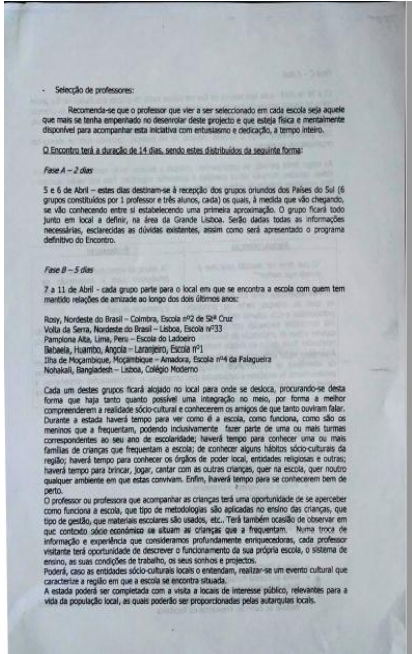 - Selecção de professores:
Recomenda-se que o professor que vier a ser seleccionado em cada escola seja aquele
que mais se tenha empenhado no desenrolar deste projecto e que esteja física e mentalmente
disponível para acompanhar esta iniciativa com entusiasmo e dedicação, a tempo inteiro.
O Encontro terá a duração de 14 dias, sendo estes distribuídos da seguinte forma:
Fase A – 2 dias
5 e 6 de Abril – estes dias destinam-se à recepção dos grupos oriundos dos Países do Sul (6
grupos constituídos por 1 professor e três alunos, cada) os quais, à medida que vão chegando,
se vão conhecendo entre si estabelecendo uma primeira aproximação. O grupo ficará todo
junto em local a definir, na área da Grande Lisboa. Serão dadas todas as informações
necessárias, esclarecidas as dúvidas existentes, assim como será apresentado o programa
definitivo do Encontro.
Fase B – 5 dias
7 a 11 de Abril - cada grupo parte para o local em que se encontra a escola com quem tem
mantido relações de amizade ao longo dos dois últimos anos:
Rosy, Nordeste do Brasil – Coimbra, Escola nº2 de Stª Cruz
Volta da Serra, Nordeste do Brasil – Lisboa, Escola nº33
Pamplona Alta, Lima, Peru – Escola do Ladoeiro
Babaela, Huambo, Angola – Laranjeiro, Escola nº1
Ilha de Moçambique, Moçambique – Amadora, Escola nº4 da Falagueira
Nohakali, Bangladesh – Lisboa, Colégio Moderno
Cada um destes grupos ficará alojado no local para onde se desloca, procurando-se desta
forma que haja tanto quanto possível uma integração no meio, por forma a melhor
compreenderem a realidade sócio-cultural e conhecerem os amigos de que tanto ouviram falar.
Durante a estada haverá tempo para ver como é a escola, como funciona, como são os
meninos que a frequentam, podendo inclusivemente fazer parte de uma ou mais turmas
correspondentes ao seu ano de escolaridade; haverá tempo para conhecer uma ou mais
famílias de crianças que frequentam a escola; de conhecer alguns hábitos sócio-culturais da
região; haverá tempo para conhecer os órgãos de poder local, entidades religiosas e outras;
haverá tempo para brincar, jogar, cantar com as outras crianças, quer na escola, quer noutro
qualquer ambiente em que estas convivam. Enfim, haverá tempo para se conhecerem bem de
perto.
O professor ou professora que acompanhar as crianças terá uma oportunidade de se aperceber
como funciona a escola, que tipo de metodologias são aplicadas no ensino das crianças, que
tipo de gestão, que materiais escolares são usados, etc.. Terá também ocasião de observar em
que contexto sócio económico se situam as crianças que a frequentam. Numa troca de
informação e experiência que consideramos profundamente enriquecedoras, cada professor
visitante terá oportunidade de descrever o funcionamento da sua própria escola, o sistema de
ensino, as suas condições de trabalho, os seus sonhos e projectos.
Poderá, caso as entidades sócio-culturais locais o entendam, realizar-se um evento cultural que
caracterize a região em que a escola se encontra situada.
A estada poderá ser completada com a visita a locais de interesse público, relevantes para a
vida da população local, as quais poderão ser proporcionadas pelas autarquias locais.